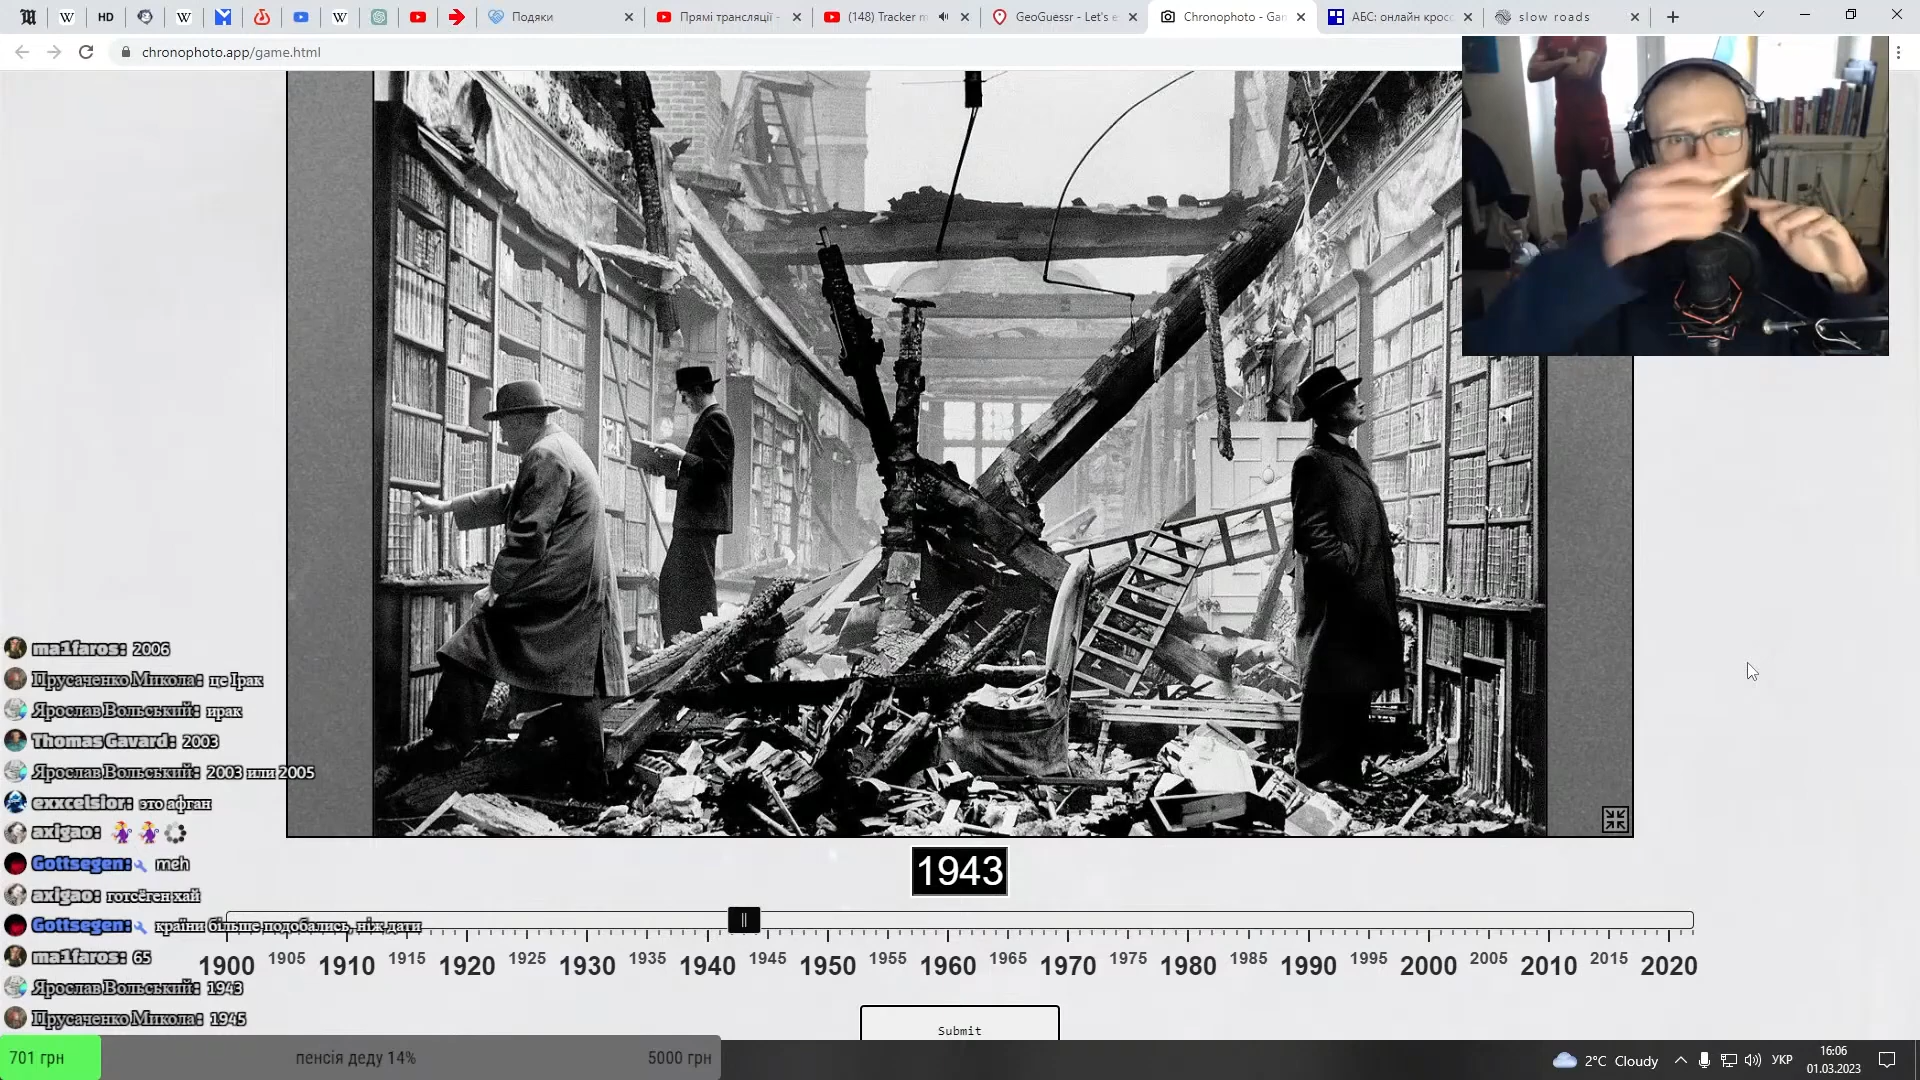 HD
Подяки
Прямі трансляції -
(148) Tracker m
GeoGuessr - Let's e
Chronophoto - Gam
АБС: онлайн кросс
slow roads
chronophoto.app/game.html
7
ma1faros: 2006
Прусаченко Микола: це Ірак
Ярослав Вольський: ирак
Thomas Gavard: 2003
Ярослав Вольський: 2003 или 2005
exxcelsior: это афган
axigao:
Gottsegen: meh
axigao: готсёген хай
Gottsegen: країни більше подобались, ніж дати
ma1faros: 65
Ярослав Вольський: 1943
Прусаченко Микола: 1945
1943
1900 1905 1910 1915 1920 1925 1930 1935 1940 1945 1950 1955 1960 1965 1970 1975 1980 1985 1990 1995 2000 2005 2010 2015 2020
Submit
701 грн
пенсія деду 14%
5000 грн
2°C Cloudy
УКР
16:06
01.03.2023